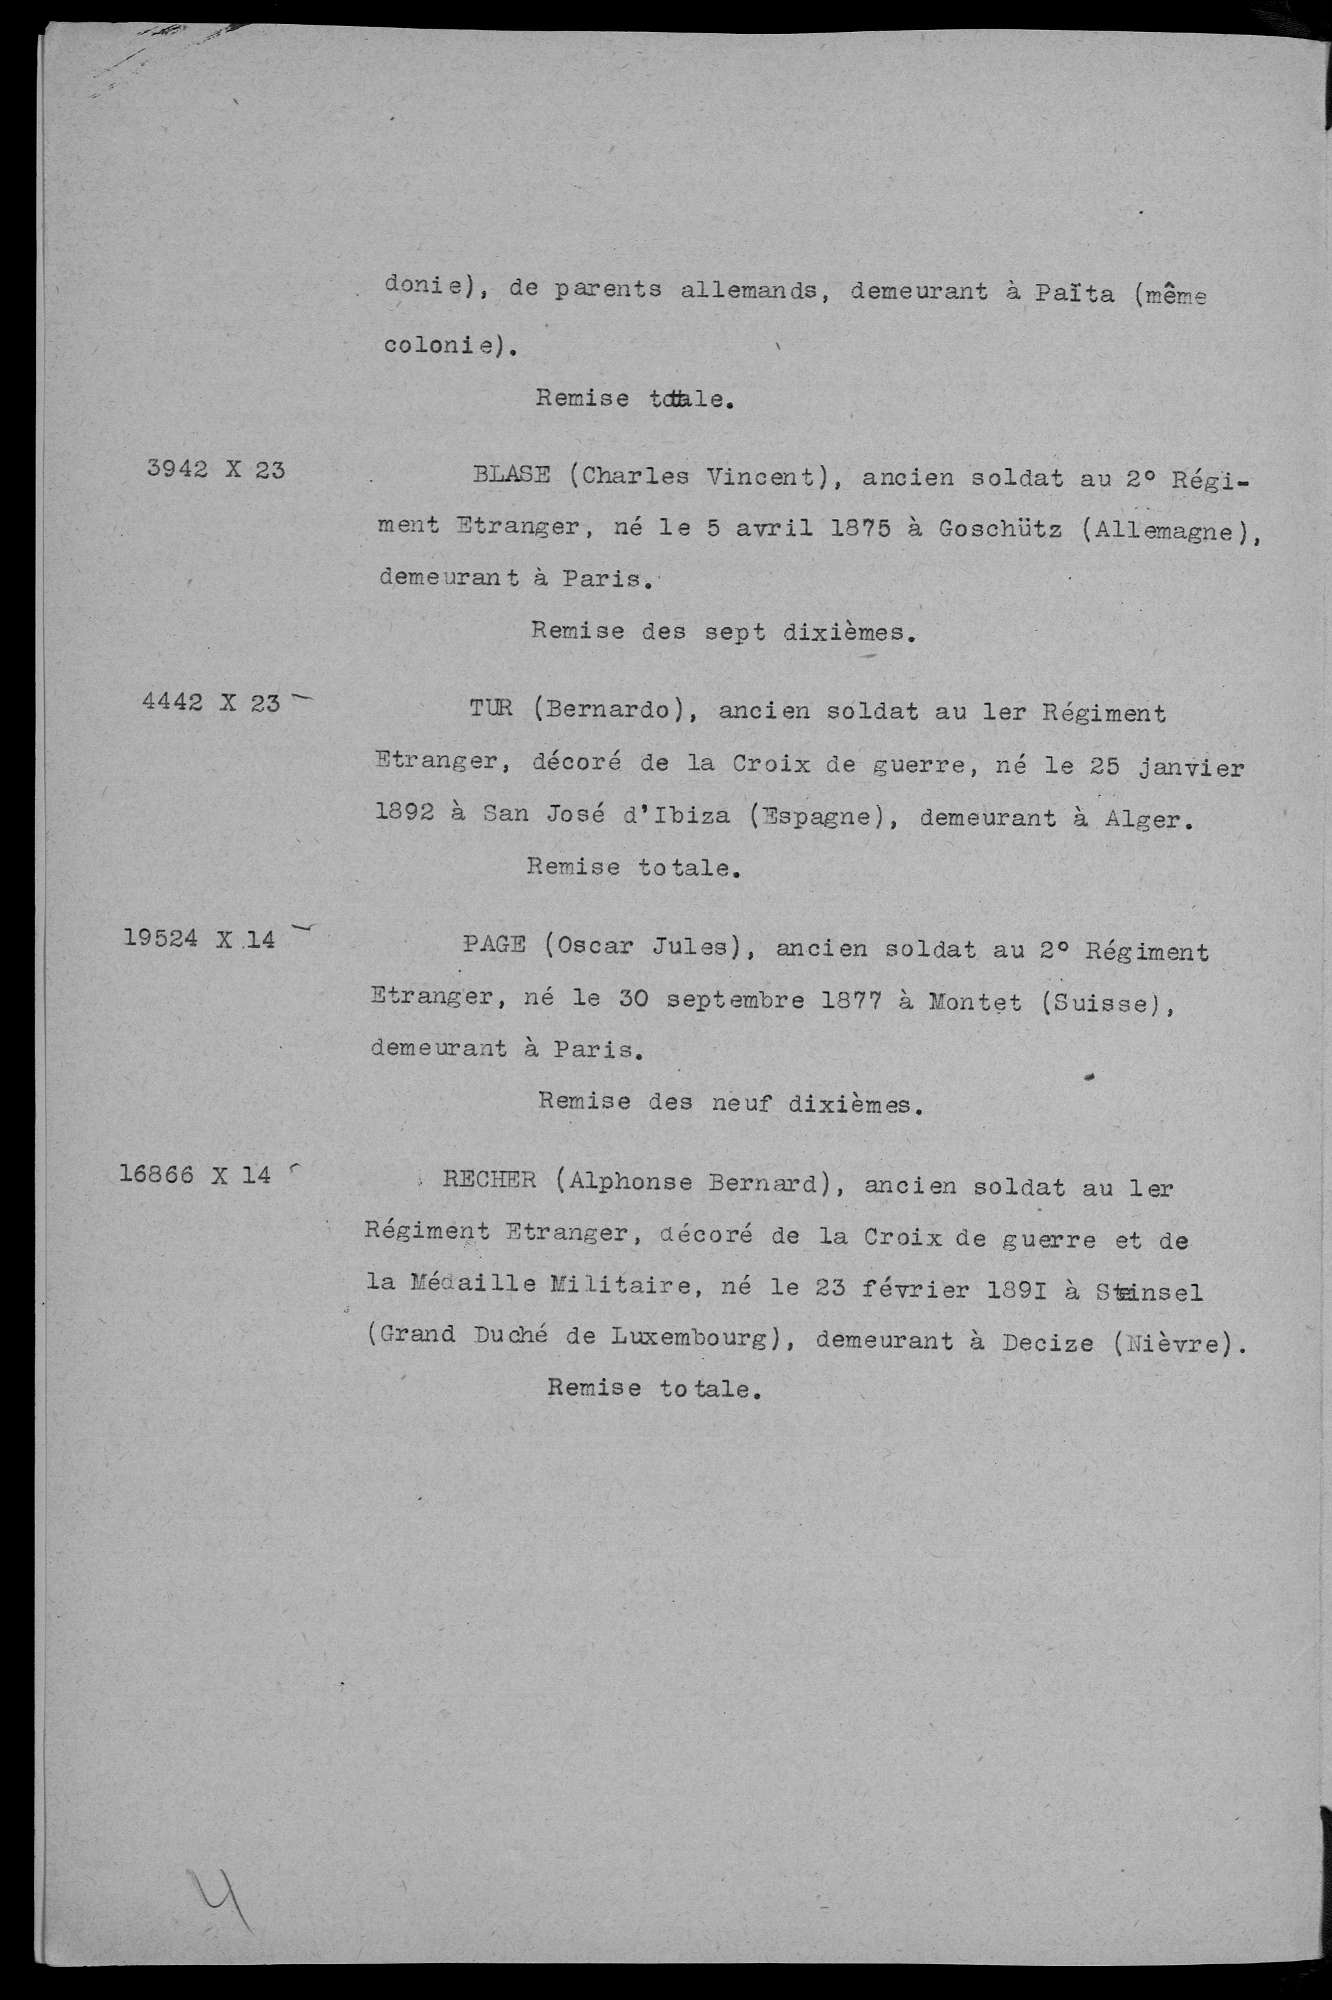 donie), de parents allemands, demeurant à Païta (même
colonie).
Remise totale.
3942 X 23 BLASE (Charles Vincent), ancien soldat au 2° Régi-
ment Etranger, né le 5 avril 1875 à Goschütz (Allemagne),
demeurant à Paris.
Remise des sept dixièmes.
4442 X 23 TUR (Bernardo), ancien soldat au 1er Régiment
Etranger, décoré de la Croix de guerre, né le 25 janvier
1892 à San José d'Ibiza (Espagne), demeurant à Alger.
Remise totale.
19524 X 14 PAGE (Oscar Jules), ancien soldat au 2° Régiment
Etranger, né le 30 septembre 1877 à Montet (Suisse),
demeurant à Paris.
Remise des neuf dixièmes.
16866 X 14 RECHER (Alphonse Bernard), ancien soldat au 1er
Régiment Etranger, décoré de la Croix de guerre et de
la Médaille Militaire, né le 23 février 1891 à Steinsel
(Grand Duché de Luxembourg), demeurant à Decize (Nièvre).
Remise totale.
4